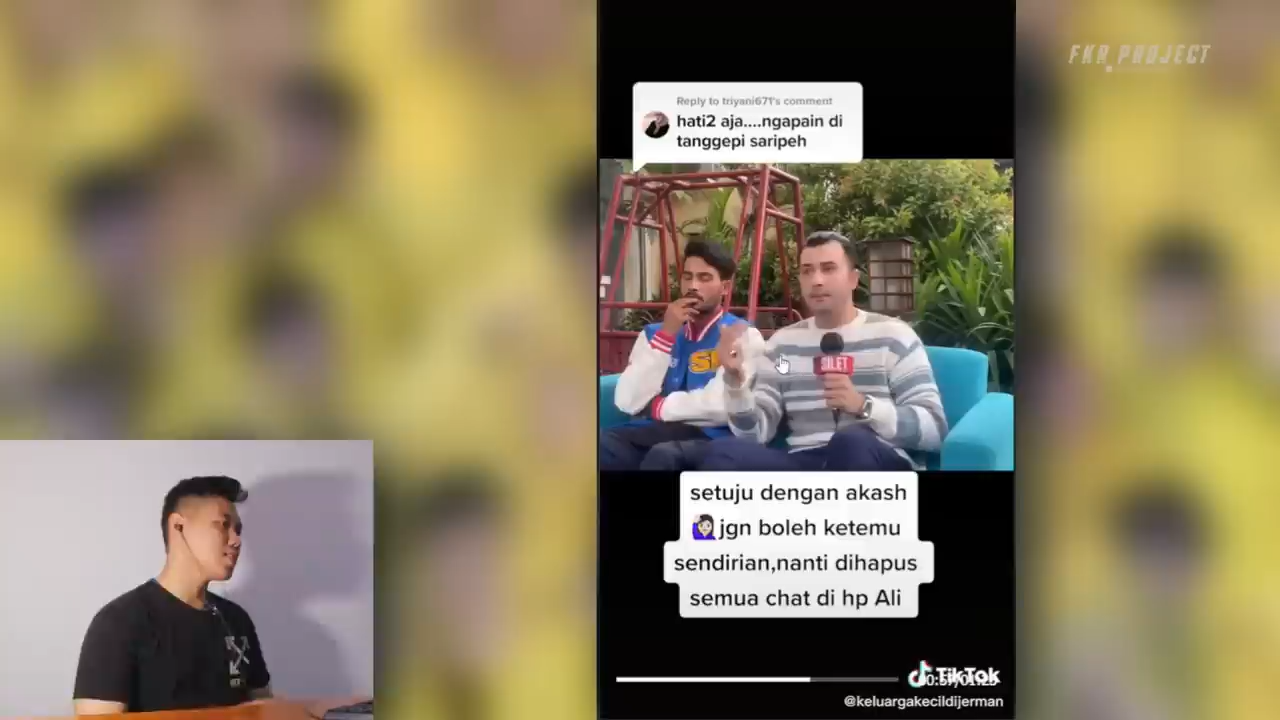 FKR PROJECT
Reply to triyani671's comment
hati2 aja....ngapain di
tanggepi saripeh
SILET
setuju dengan akash
🙋🏻‍♀️jgn boleh ketemu
sendirian,nanti dihapus
semua chat di hp Ali
TikTok
@keluargakecildijerman